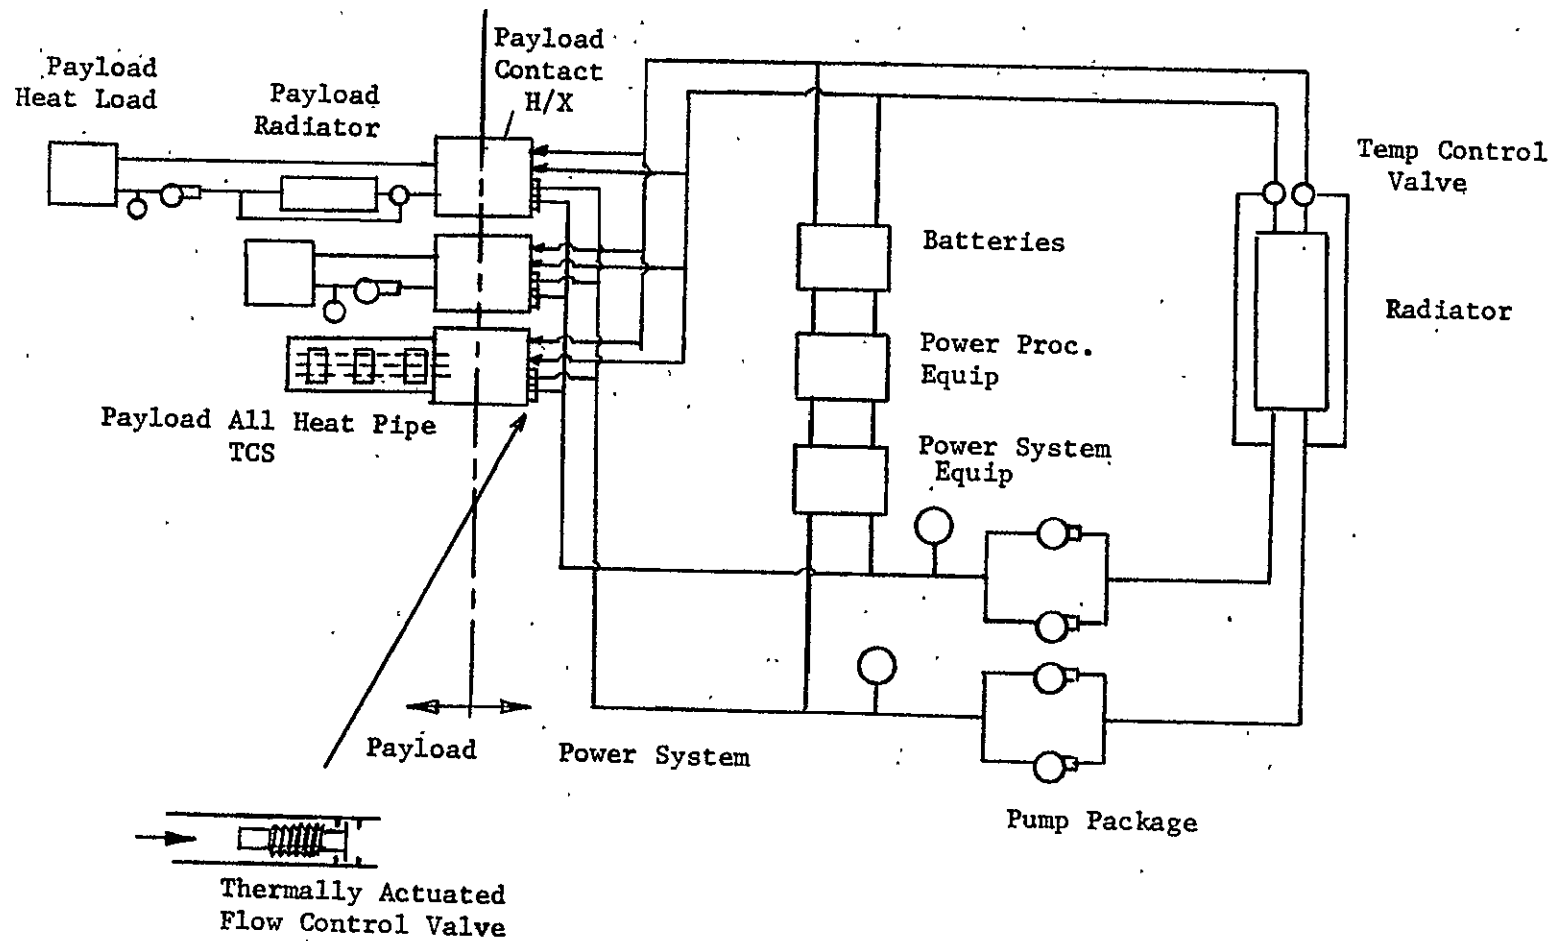 Payload
Contact
H/X
Payload
Heat Load
Payload
Radiator
Temp Control
Valve
Batteries
Radiator
Power Proc.
Equip
Payload All Heat Pipe
TCS
Power System
Equip
Payload
Power System
Pump Package
Thermally Actuated
Flow Control Valve